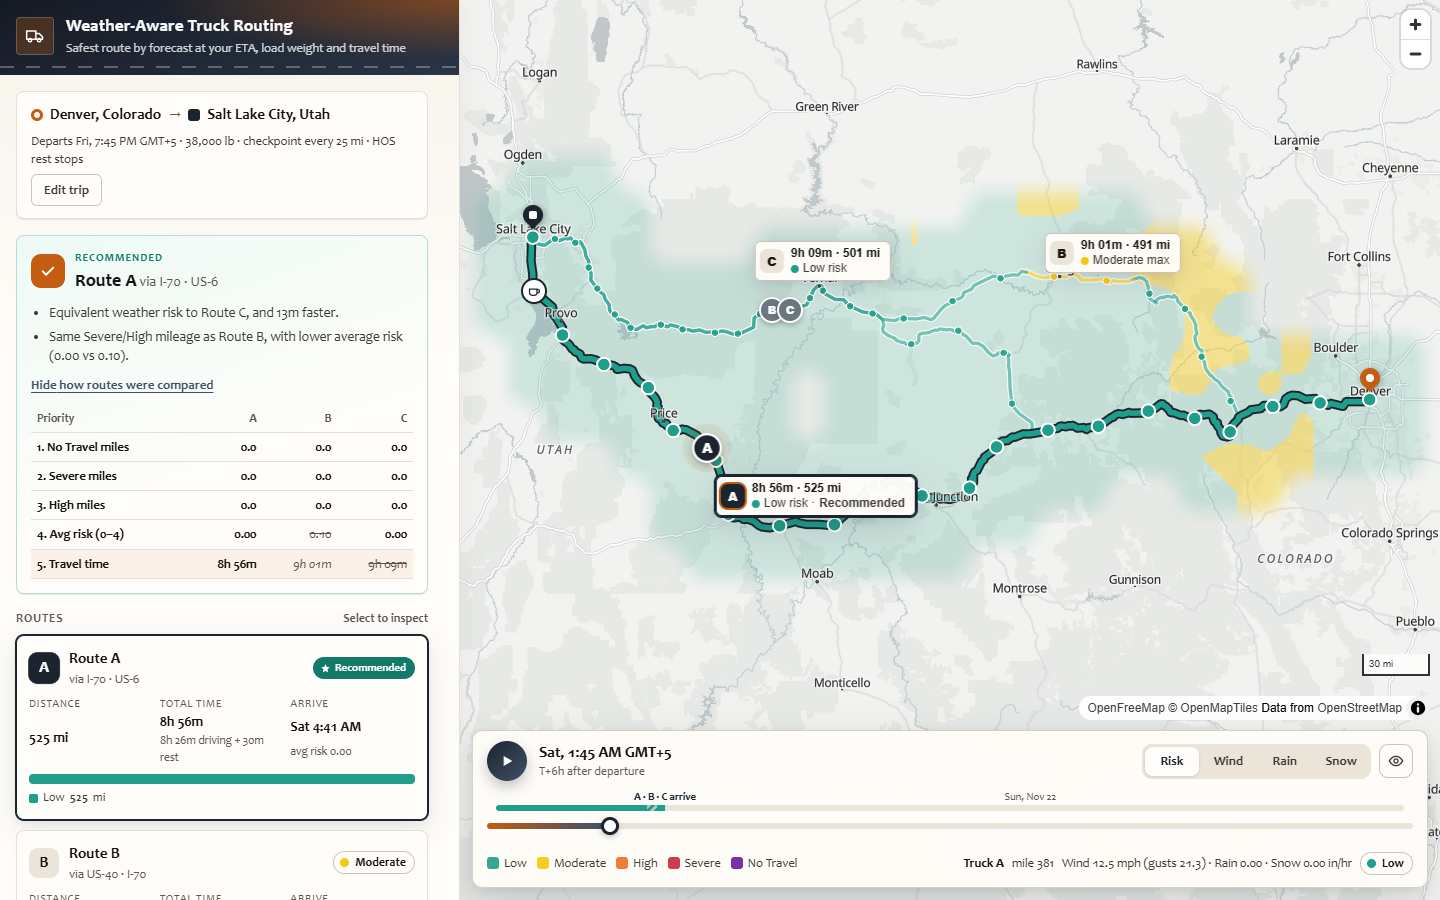 Weather-Aware Truck Routing
Safest route by forecast at your ETA, load weight and travel time
Denver, Colorado → Salt Lake City, Utah
Departs Fri, 7:45 PM GMT+5 · 38,000 lb · checkpoint every 25 mi · HOS
rest stops
Edit trip
RECOMMENDED
Route A via I-70 · US-6
• Equivalent weather risk to Route C, and 13m faster.
• Same Severe/High mileage as Route B, with lower average risk
(0.00 vs 0.10).
Hide how routes were compared
Priority A B C
1. No Travel miles 0.0 0.0 0.0
2. Severe miles 0.0 0.0 0.0
3. High miles 0.0 0.0 0.0
4. Avg risk (0–4) 0.00 0.10 0.00
5. Travel time 8h 56m 9h 01m 9h 09m
ROUTES Select to inspect
A Route A
via I-70 · US-6
Recommended
DISTANCE TOTAL TIME ARRIVE
525 mi
8h 56m
8h 26m driving + 30m
rest
Sat 4:41 AM
avg risk 0.00
Low 525 mi
B Route B
via US-40 · I-70
Moderate
DISTANCE TOTAL TIME ARRIVE
Logan
Rawlins
Green River
Laramie
Cheyenne
Ogden
Salt Lake City
Fort Collins
C 9h 09m · 501 mi
Low risk
B 9h 01m · 491 mi
Moderate max
B C
Provo
Boulder
Denver
Price
UTAH
A
A 8h 56m · 525 mi
Low risk · Recommended
Junction
Colorado Springs
COLORADO
Moab
Montrose
Gunnison
Pueblo
Monticello
30 mi
OpenFreeMap © OpenMapTiles Data from OpenStreetMap
Sat, 1:45 AM GMT+5
T+6h after departure
Risk Wind Rain Snow
A · B · C arrive
Sun, Nov 22
Low Moderate High Severe No Travel
Truck A mile 381 Wind 12.5 mph (gusts 21.3) · Rain 0.00 · Snow 0.00 in/hr Low
+
−